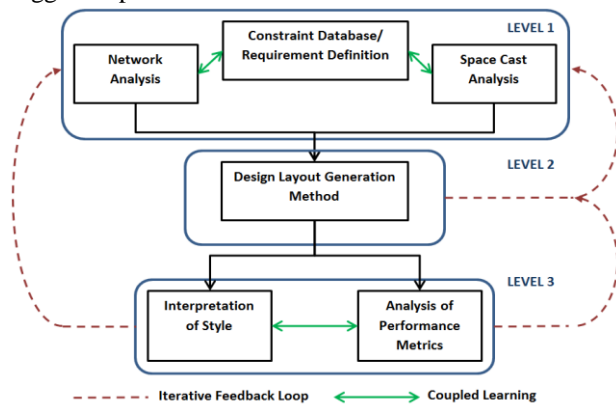 LEVEL 1
Constraint Database/
Requirement Definition
Network
Analysis
Space Cast
Analysis
LEVEL 2
Design Layout Generation
Method
LEVEL 3
Interpretation
of Style
Analysis of
Performance
Metrics
Iterative Feedback Loop
Coupled Learning